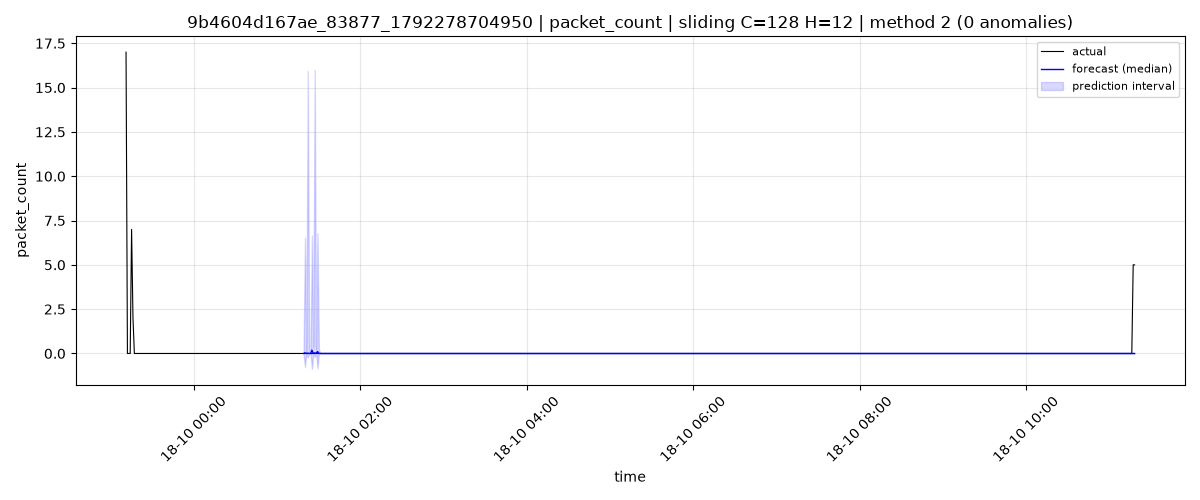 9b4604d167ae_83877_1792278704950 | packet_count | sliding C=128 H=12 | method 2 (0 anomalies)
actual
forecast (median)
prediction interval
packet_count
17.5
15.0
12.5
10.0
7.5
5.0
2.5
0.0
18-10 00:00
18-10 02:00
18-10 04:00
18-10 06:00
18-10 08:00
18-10 10:00
time